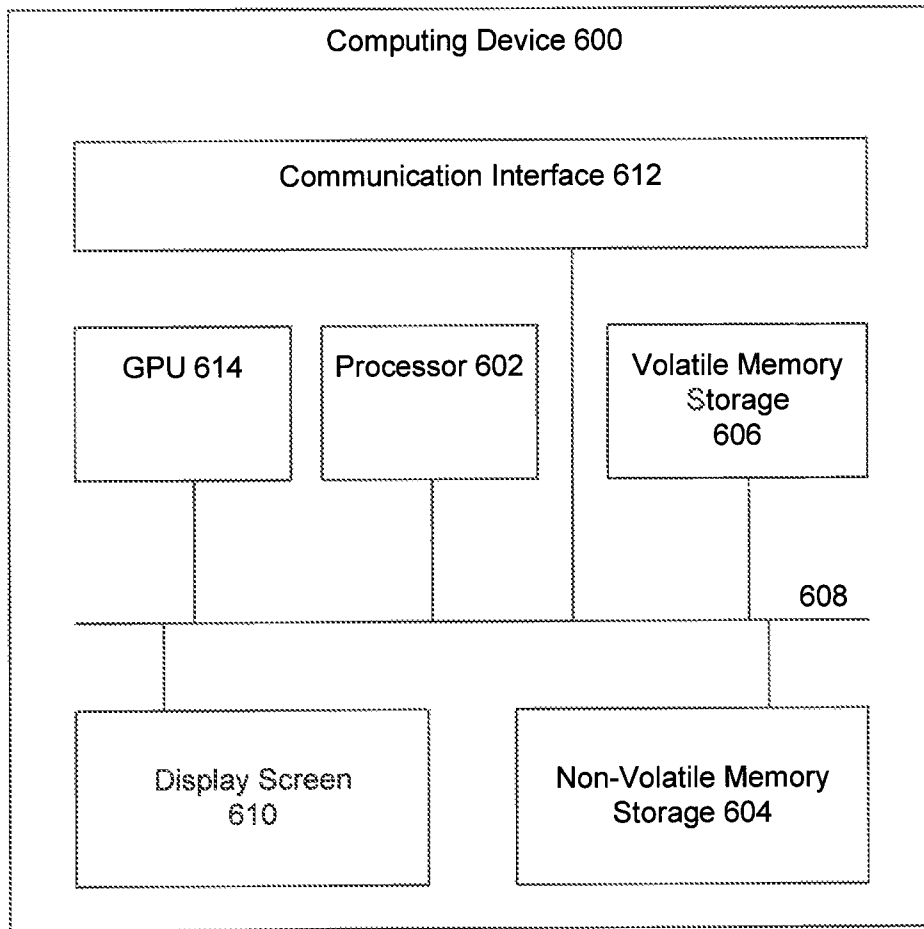 Computing Device 600
Communication Interface 612
GPU 614
Processor 602
Volatile Memory
Storage
606
608
Display Screen
610
Non-Volatile Memory
Storage 604